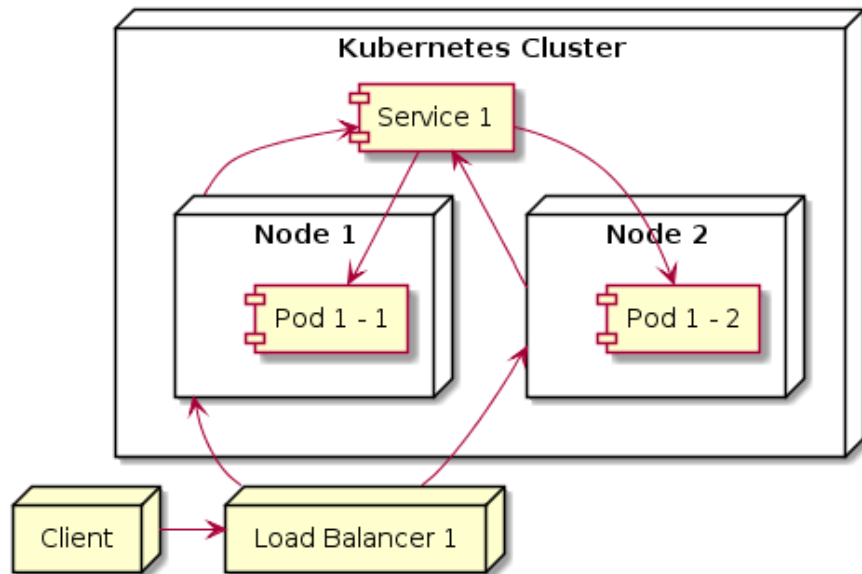 Kubernetes Cluster
Service 1
Node 1
Node 2
Pod 1 - 1
Pod 1 - 2
Client
Load Balancer 1